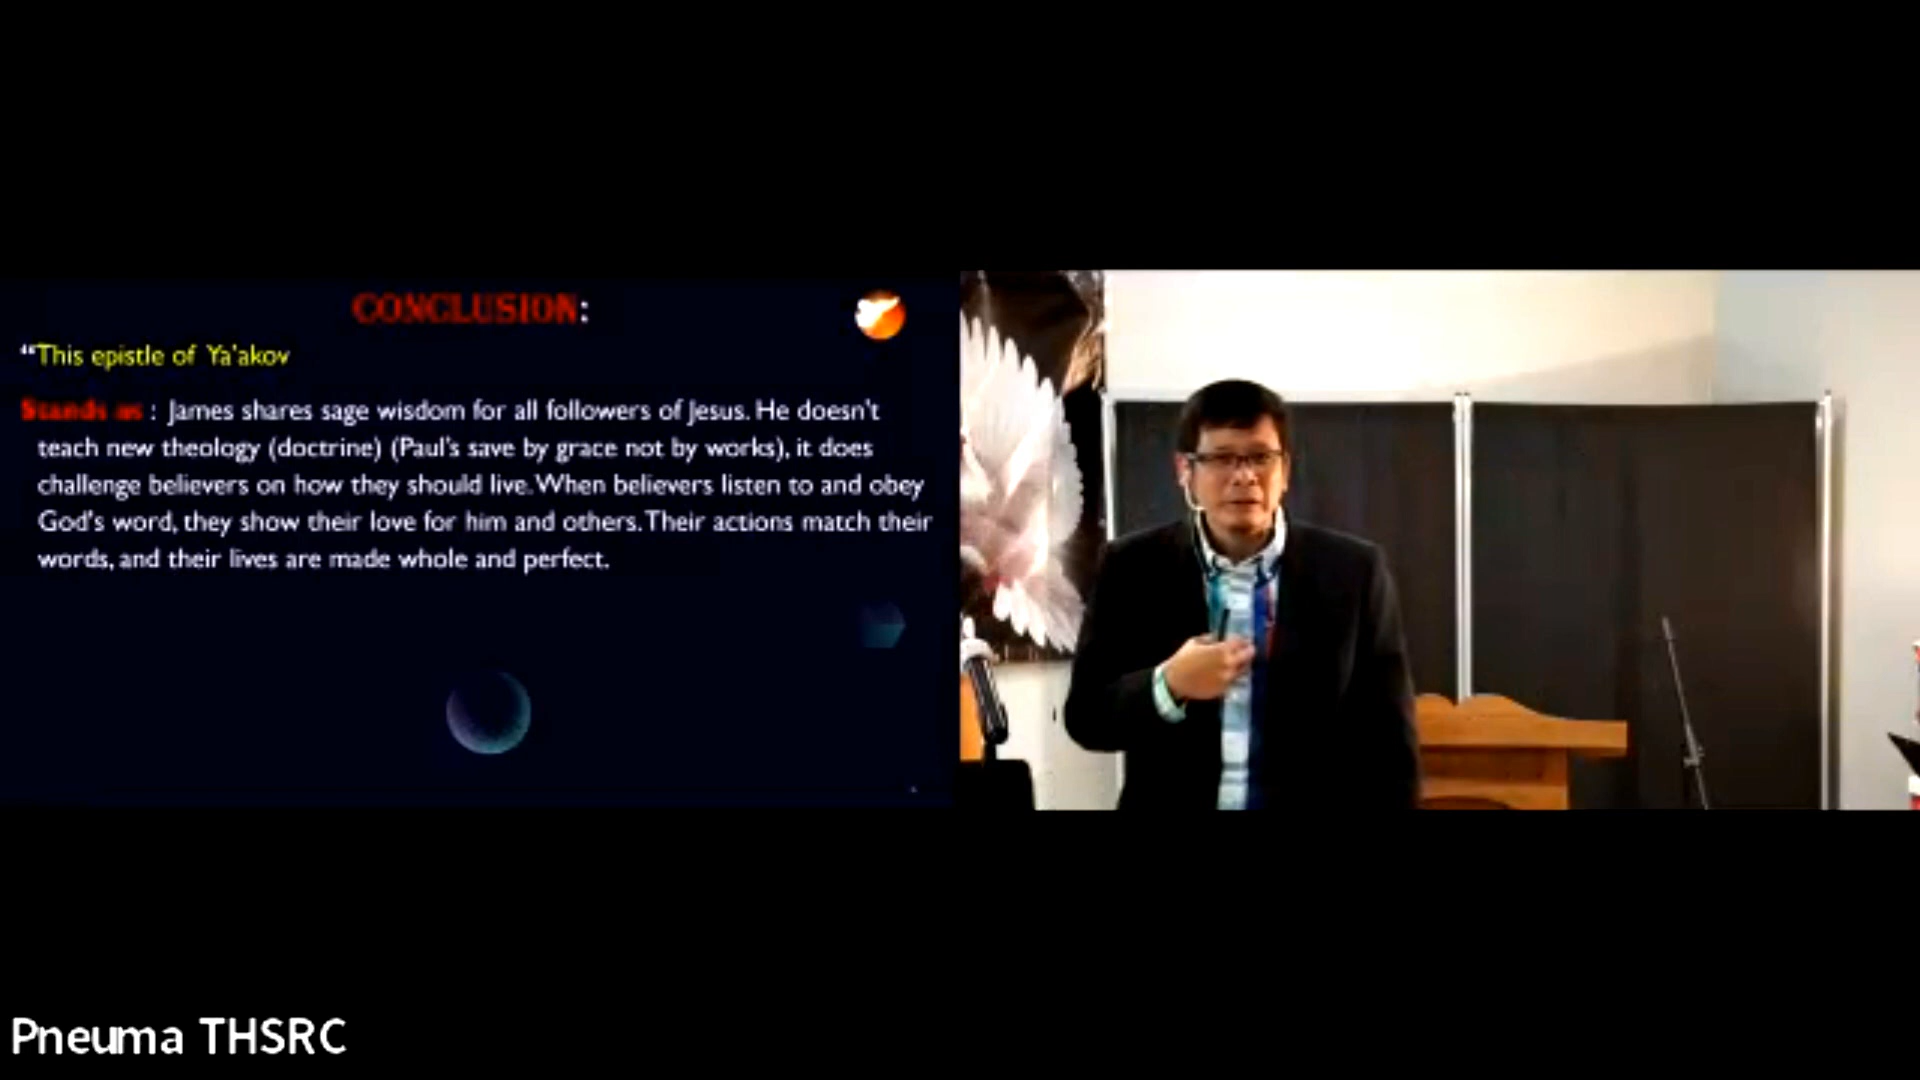 CONCLUSION:
“This epistle of Ya'akov
Stands as : James shares sage wisdom for all followers of Jesus. He doesn't
teach new theology (doctrine) (Paul's save by grace not by works), it does
challenge believers on how they should live. When believers listen to and obey
God's word, they show their love for him and others. Their actions match their
words, and their lives are made whole and perfect.
Pneuma THSRC